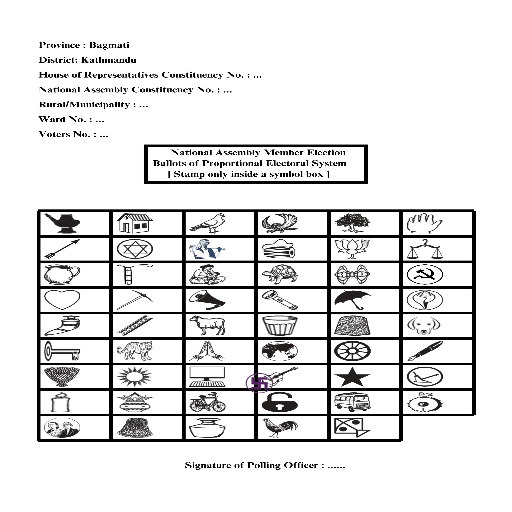 Province : Bagmati
District: Kathmandu
House of Representatives Constituency No. : ...
National Assembly Constituency No. : ...
Rural/Municipality : ...
Ward No. : ...
Voters No. : ...
National Assembly Member Election
Ballots of Proportional Electoral System
[ Stamp only inside a symbol box ]
Signature of Polling Officer : ......